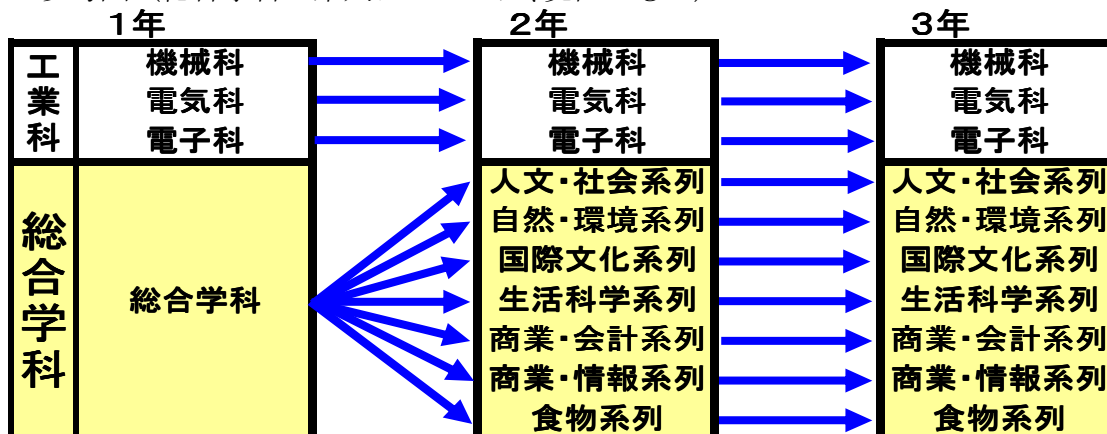 1年
2年
3年
工業科
機械科
機械科
機械科
電気科
電気科
電気科
電子科
電子科
電子科
総合学科
総合学科
人文・社会系列
人文・社会系列
自然・環境系列
自然・環境系列
国際文化系列
国際文化系列
生活科学系列
生活科学系列
商業・会計系列
商業・会計系列
商業・情報系列
商業・情報系列
食物系列
食物系列